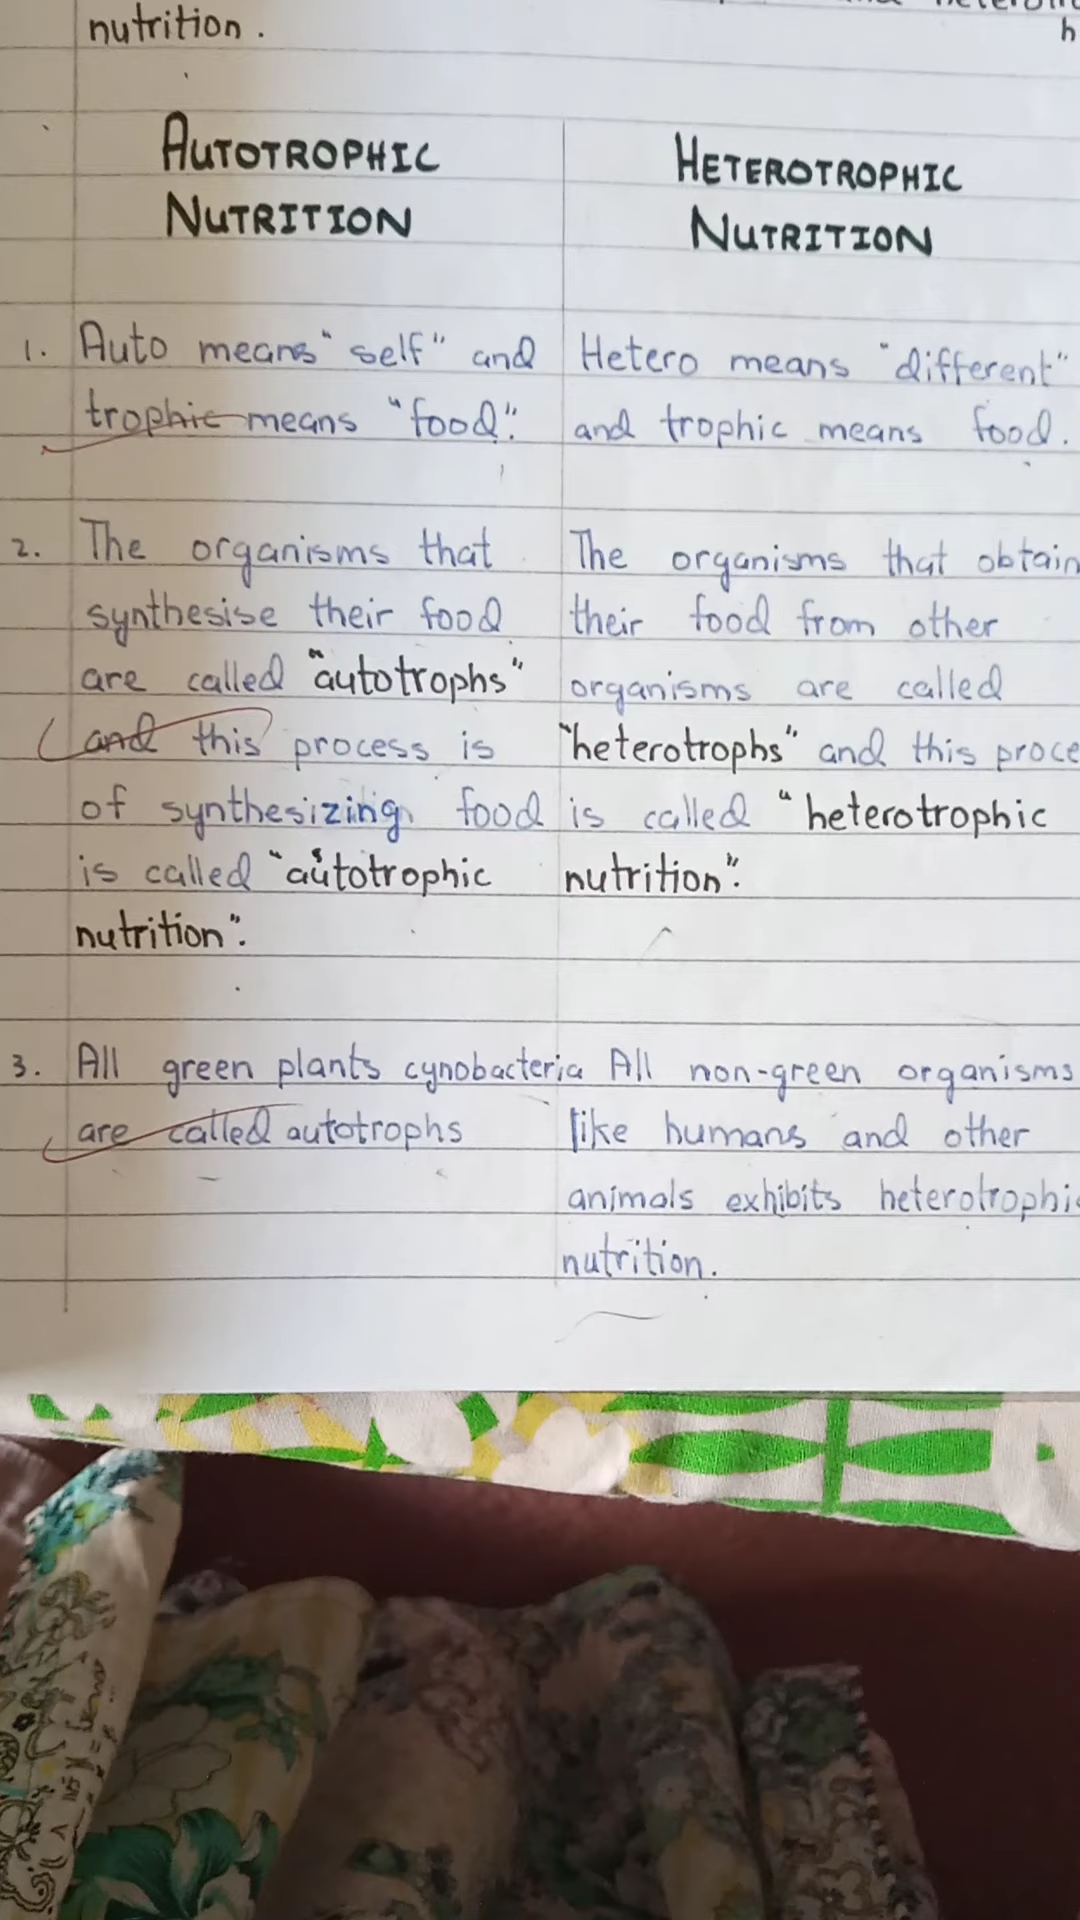 nutrition.
h
AUTOTROPHIC
NUTRITION
HETEROTROPHIC
NUTRITION
1. Auto means "self" and
trophic means "food".
Hetero means "different"
and trophic means food.
2. The organisms that
synthesise their food
are called "autotrophs"
and this process is
of synthesizing food
is called "autotrophic
nutrition".
The organisms that obtain
their food from other
organisms are called
"heterotrophs" and this proce
is called "heterotrophic
nutrition".
3. All green plants cynobacteria
are called autotrophs
All non-green organisms
like humans and other
animals exhibits heterotrophic
nutrition.